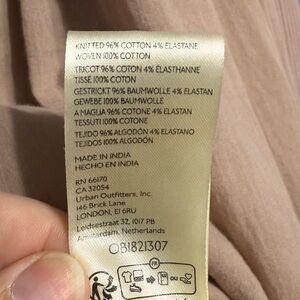 KNITTED 96% COTTON 4% ELASTANE
WOVEN 100% COTTON
TRICOT 96% COTON 4% ÉLASTHANNE
TISSÉ 100% COTON
GESTRICKT 96% BAUMWOLLE 4% ELASTAN
GEWEBE 100% BAUMWOLLE
A MAGLIA 96% COTONE 4% ELASTAN
TESSUTI 100% COTONE
TEJIDO 96% ALGODÓN 4% ELASTANO
TEJIDOS 100% ALGODÓN
MADE IN INDIA
HECHO EN INDIA
RN 66170
CA 32054
Urban Outfitters, Inc.
146 Brick Lane
LONDON, E1 6RU
Leidsestraat 32, 1017 PB
Amsterdam, Netherlands
OB1821307
FR